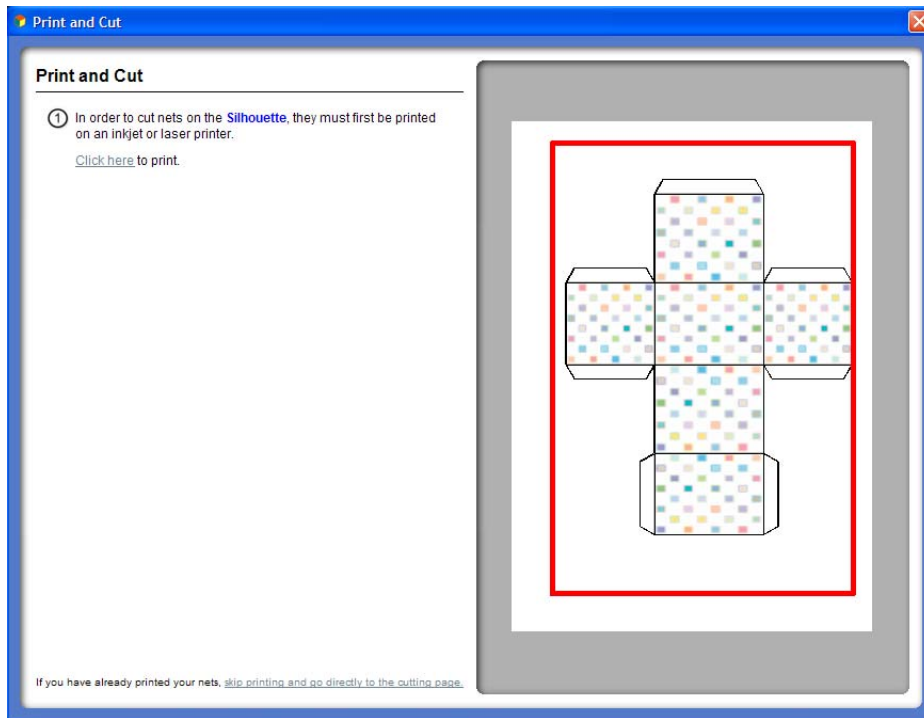 Print and Cut
Print and Cut
1 In order to cut nets on the Silhouette, they must first be printed
on an inkjet or laser printer.
Click here to print.
If you have already printed your nets, skip printing and go directly to the cutting page.